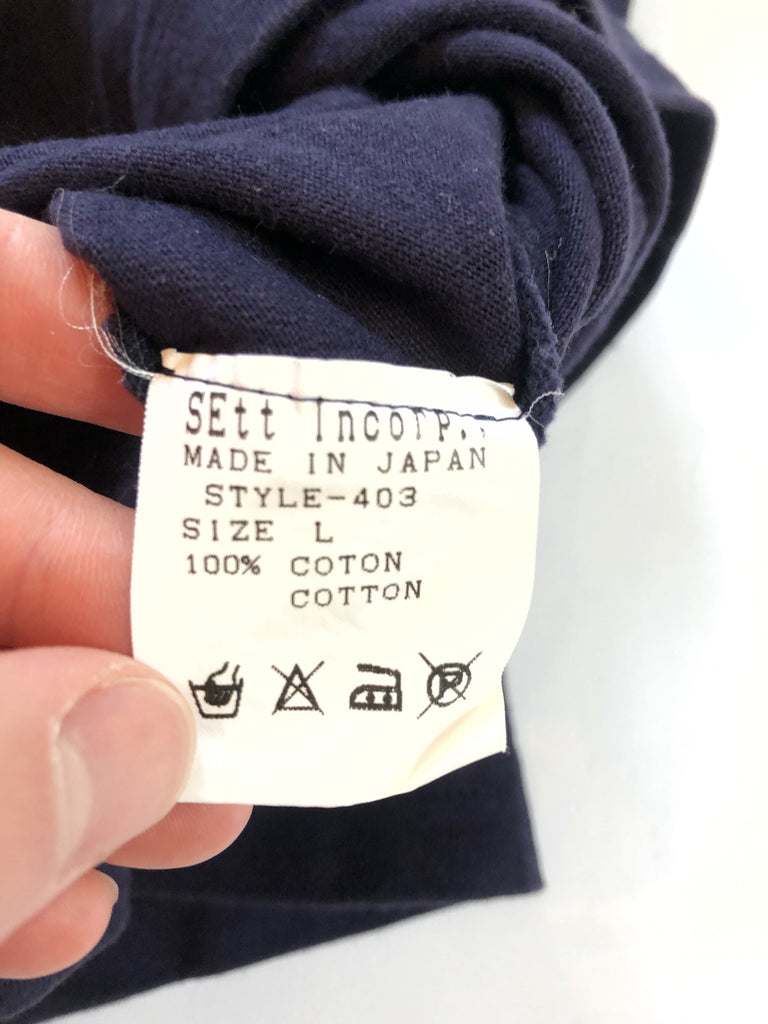 SEtt Incorp.,
MADE IN JAPAN
STYLE-403
SIZE L
100% COTON
COTTON